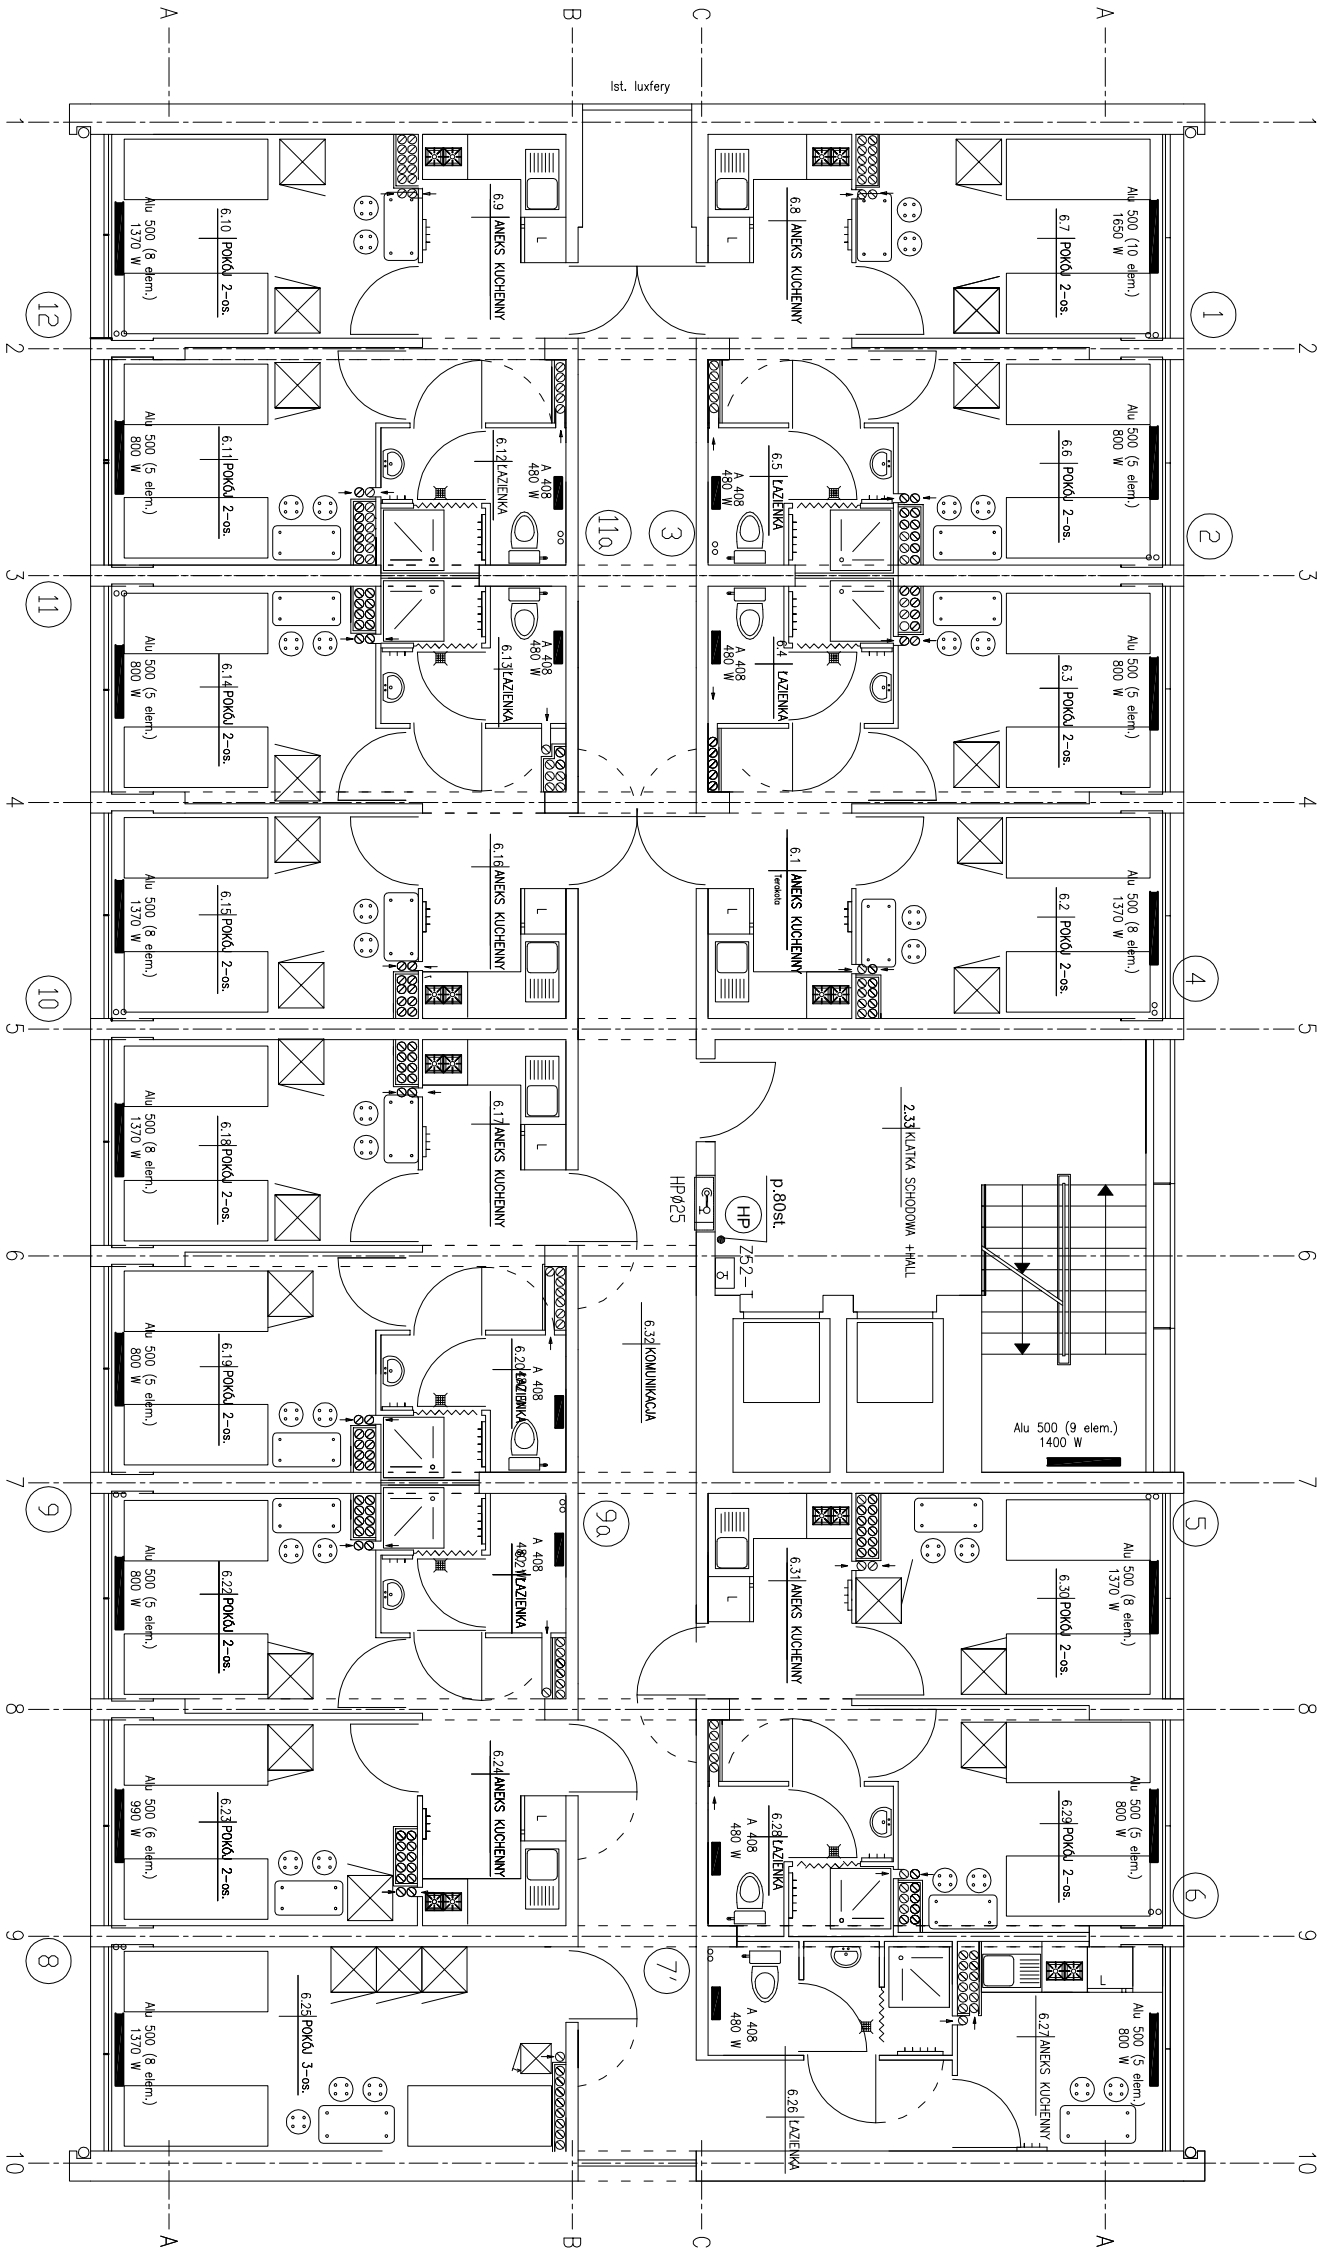 A
B
C
A
Ist. luxfery
1
1
Alu 500 (8 elem.)
1370 W
6.10 POKÓJ 2-os.
6.9 ANEKS KUCHENNY
L
L
6.8 ANEKS KUCHENNY
6.7 POKÓJ 2-os.
Alu 500 (10 elem.)
1650 W
12
1
2
2
Alu 500 (5 elem.)
800 W
6.11 POKÓJ 2-os.
6.12 ŁAZIENKA
A 408
480 W
11a
3
A 408
480 W
6.5 ŁAZIENKA
6.6 POKÓJ 2-os.
Alu 500 (5 elem.)
800 W
2
3
3
11
Alu 500 (5 elem.)
800 W
6.14 POKÓJ 2-os.
6.13 ŁAZIENKA
A 408
480 W
A 408
480 W
6.4 ŁAZIENKA
6.3 POKÓJ 2-os.
Alu 500 (5 elem.)
800 W
4
4
Alu 500 (8 elem.)
1370 W
6.15 POKÓJ 2-os.
6.16 ANEKS KUCHENNY
L
L
6.1 ANEKS KUCHENNY
Terakota
6.2 POKÓJ 2-os.
Alu 500 (8 elem.)
1370 W
10
4
5
5
Alu 500 (8 elem.)
1370 W
6.18 POKÓJ 2-os.
6.17 ANEKS KUCHENNY
L
HPØ25
HP
p.80st.
Z52-
2.33 KLATKA SCHODOWA +HALL
6
6
Alu 500 (5 elem.)
800 W
6.19 POKÓJ 2-os.
6.20 ŁAZIENKA
A 408
6.32 KOMUNIKACJA
Alu 500 (9 elem.)
1400 W
7
7
9
9a
5
Alu 500 (5 elem.)
800 W
6.22 POKÓJ 2-os.
ŁAZIENKA
A 408
L
6.31 ANEKS KUCHENNY
6.30 POKÓJ 2-os.
Alu 500 (8 elem.)
1370 W
8
8
Alu 500 (6 elem.)
990 W
6.23 POKÓJ 2-os.
6.24 ANEKS KUCHENNY
L
A 408
480 W
6.28 ŁAZIENKA
6.29 POKÓJ 2-os.
Alu 500 (5 elem.)
800 W
6
9
9
8
7'
Alu 500 (8 elem.)
1370 W
6.25 POKÓJ 3-os.
A 408
480 W
6.26 ŁAZIENKA
6.27 ANEKS KUCHENNY
L
Alu 500 (5 elem.)
800 W
10
10
A
B
C
A